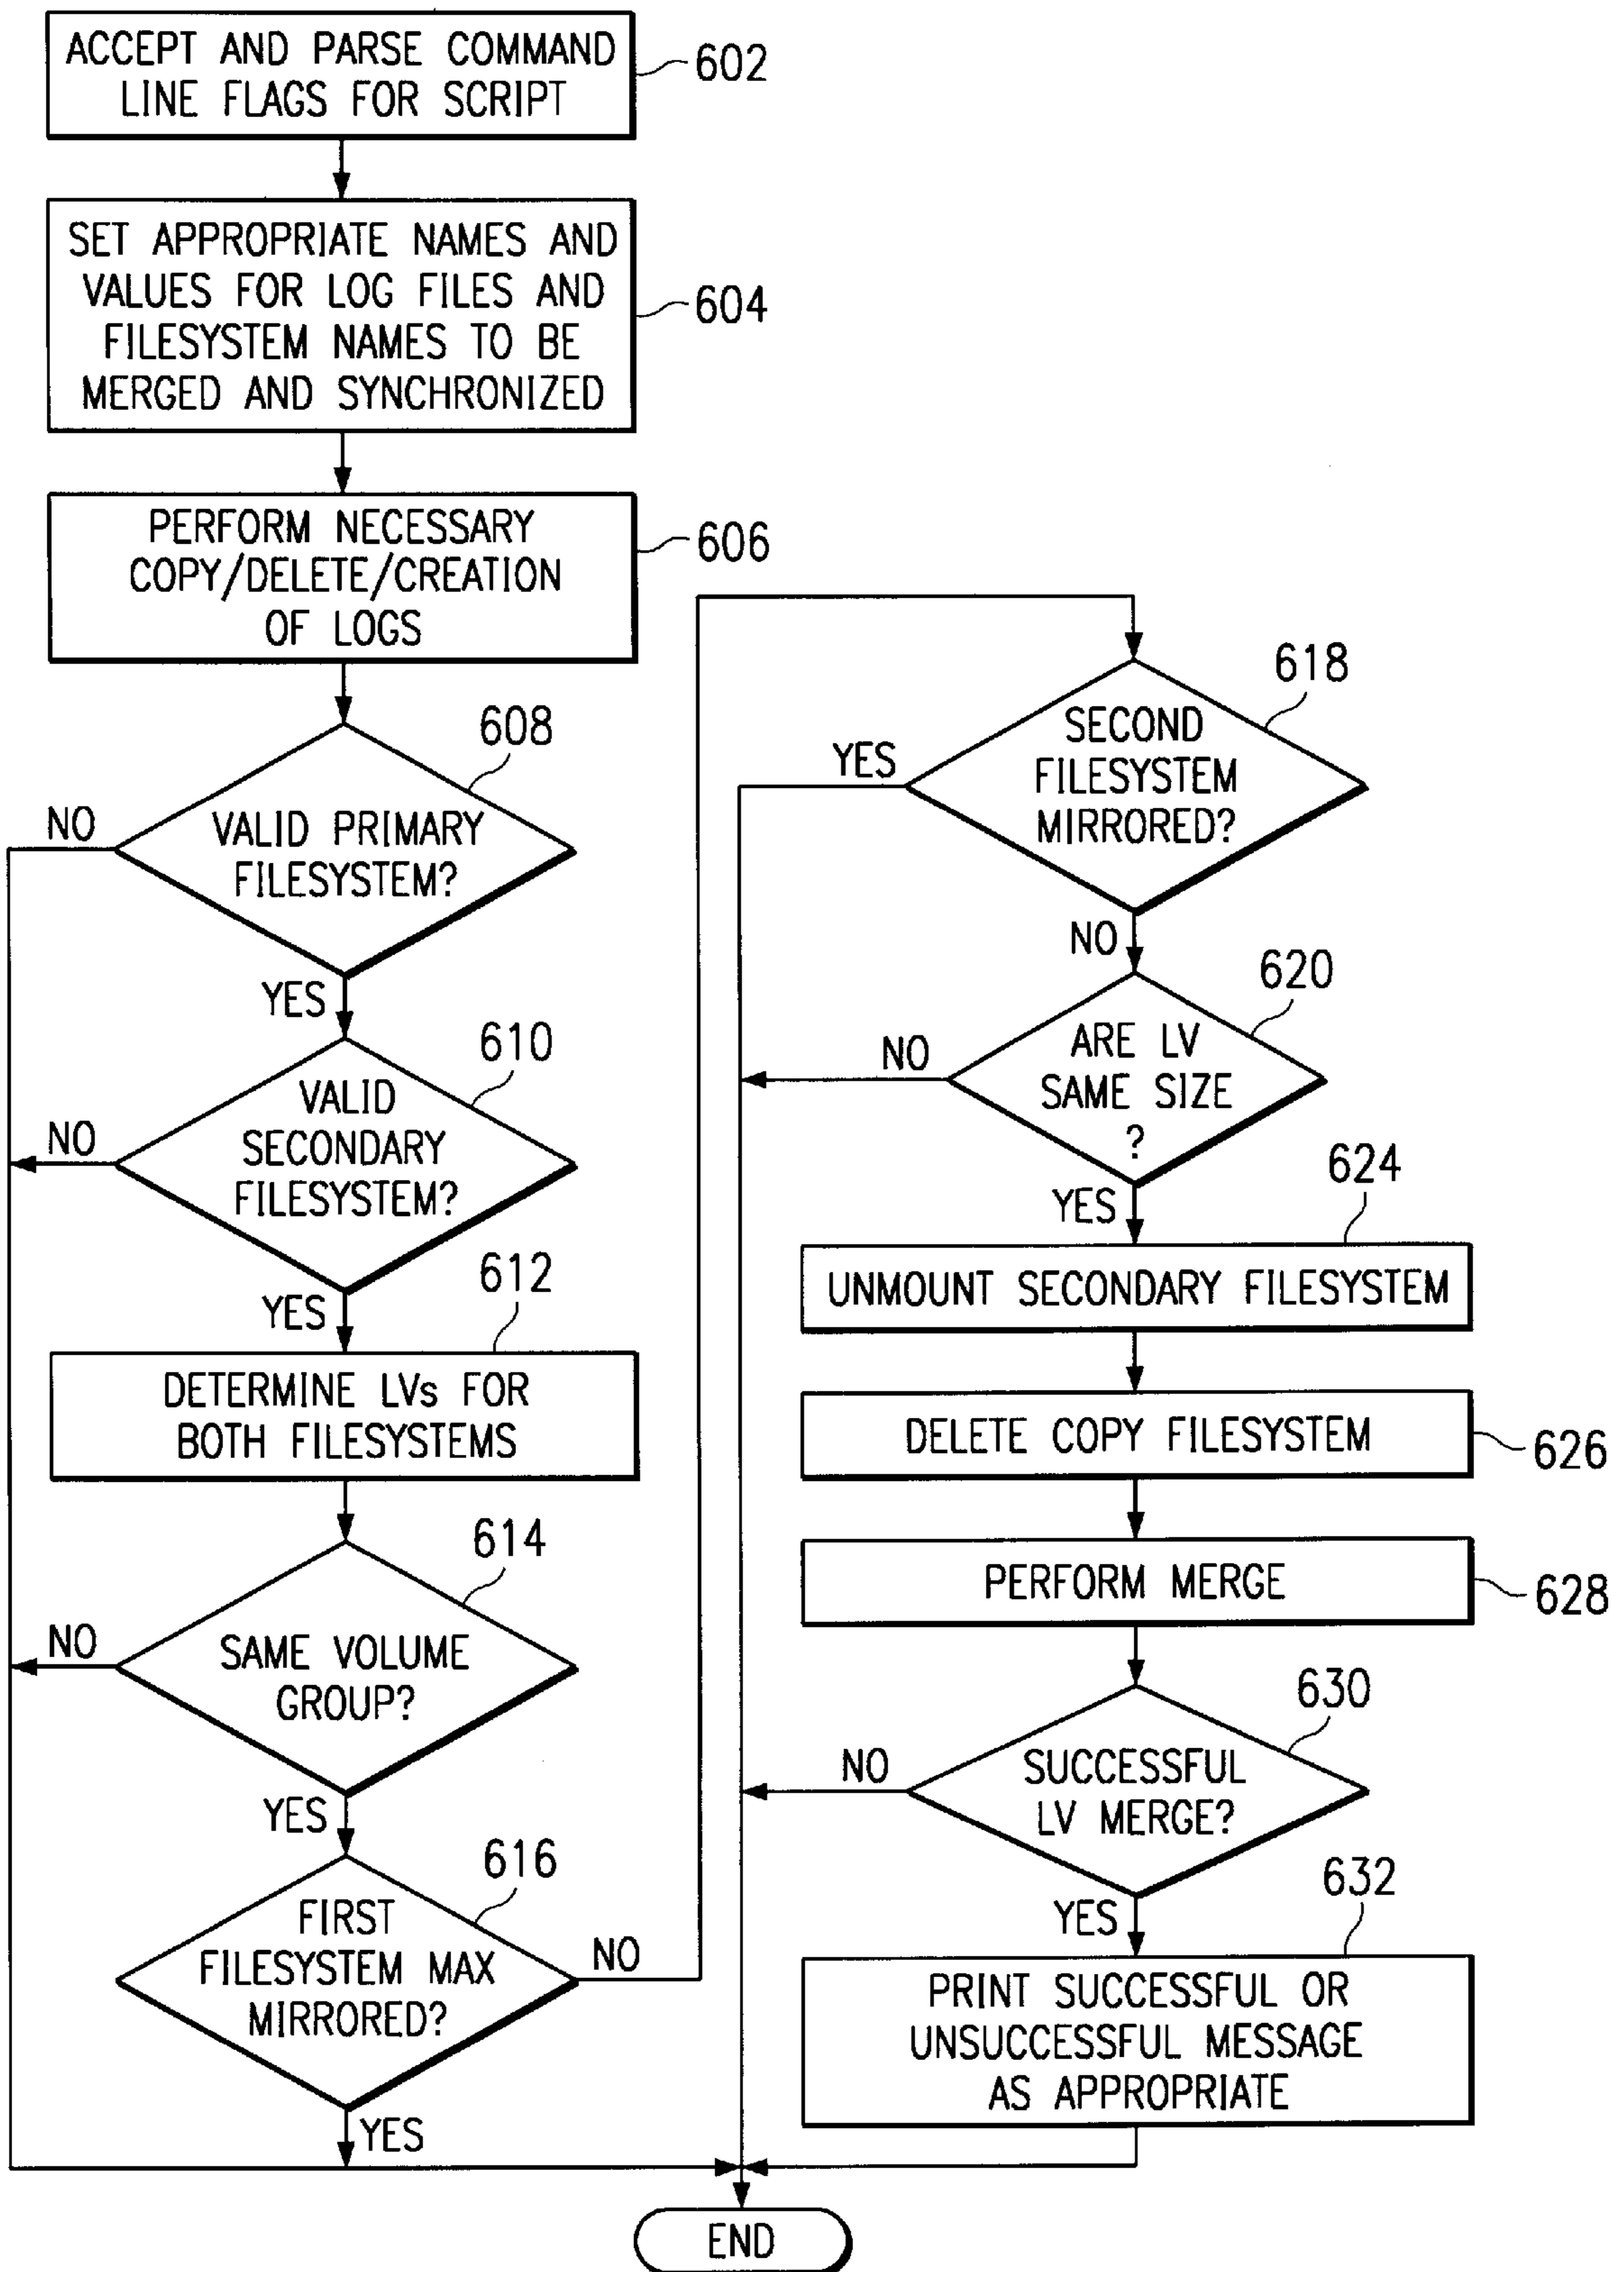 ACCEPT AND PARSE COMMAND
LINE FLAGS FOR SCRIPT
602
SET APPROPRIATE NAMES AND
VALUES FOR LOG FILES AND
FILESYSTEM NAMES TO BE
MERGED AND SYNCHRONIZED
604
PERFORM NECESSARY
COPY/DELETE/CREATION
OF LOGS
606
608
VALID PRIMARY
FILESYSTEM?
NO
YES
610
VALID
SECONDARY
FILESYSTEM?
NO
YES
612
DETERMINE LVs FOR
BOTH FILESYSTEMS
614
SAME VOLUME
GROUP?
NO
YES
616
FIRST
FILESYSTEM MAX
MIRRORED?
NO
YES
618
SECOND
FILESYSTEM
MIRRORED?
YES
NO
620
ARE LV
SAME SIZE
?
NO
YES
624
UNMOUNT SECONDARY FILESYSTEM
DELETE COPY FILESYSTEM
626
PERFORM MERGE
628
630
SUCCESSFUL
LV MERGE?
NO
YES
632
PRINT SUCCESSFUL OR
UNSUCCESSFUL MESSAGE
AS APPROPRIATE
END